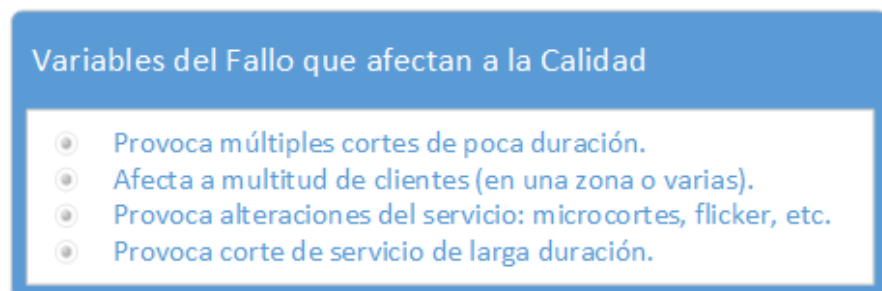 Variables del Fallo que afectan a la Calidad
Provoca múltiples cortes de poca duración.
Afecta a multitud de clientes (en una zona o varias).
Provoca alteraciones del servicio: microcortes, flicker, etc.
Provoca corte de servicio de larga duración.